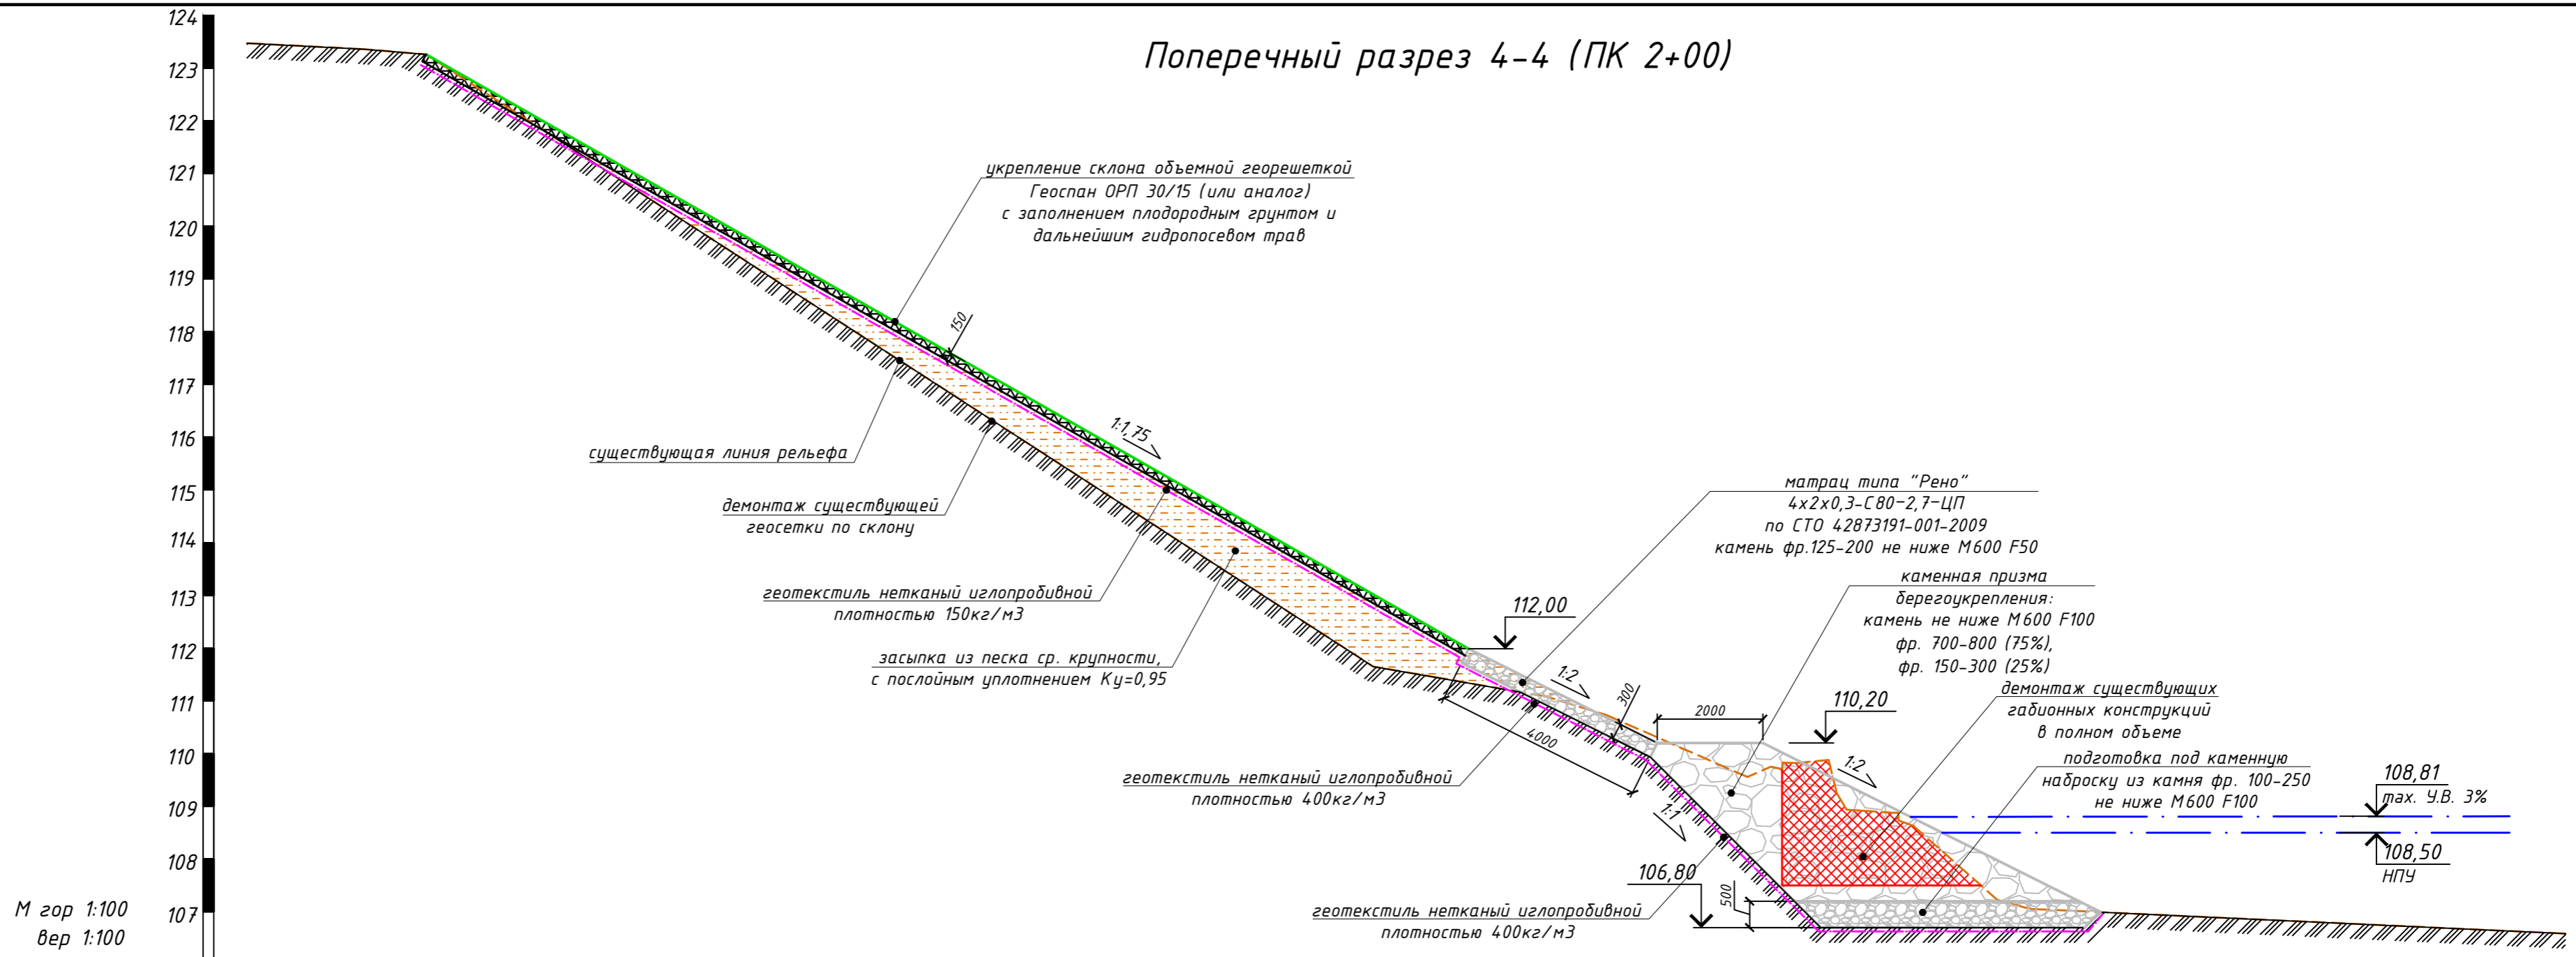 Поперечный разрез 4-4 (ПК 2+00)
124
123
122
121
120
119
118
117
116
115
114
113
112
111
110
109
108
107
М гор 1:100
вер 1:100
укрепление склона объемной георешеткой
Геоспан ОРП 30/15 (или аналог)
с заполнением плодородным грунтом и
дальнейшим гидропосевом трав
150
1:1,75
существующая линия рельефа
демонтаж существующей
геосетки по склону
геотекстиль нетканый иглопробивной
плотностью 150кг/м3
засыпка из песка ср. крупности,
с послойным уплотнением Ку=0,95
матрац типа "Рено"
4х2х0,3-С80-2,7-ЦП
по СТО 42873191-001-2009
камень фр.125-200 не ниже М600 F50
каменная призма
берегоукрепления:
камень не ниже М600 F100
фр. 700-800 (75%),
фр. 150-300 (25%)
112,00
1:2
300
2000
4000
110,20
демонтаж существующих
габионных конструкций
в полном объеме
1:2
подготовка под каменную
наброску из камня фр. 100-250
не ниже М600 F100
108,81
max. У.В. 3%
108,50
НПУ
геотекстиль нетканый иглопробивной
плотностью 400кг/м3
1:1
106,80
500
геотекстиль нетканый иглопробивной
плотностью 400кг/м3